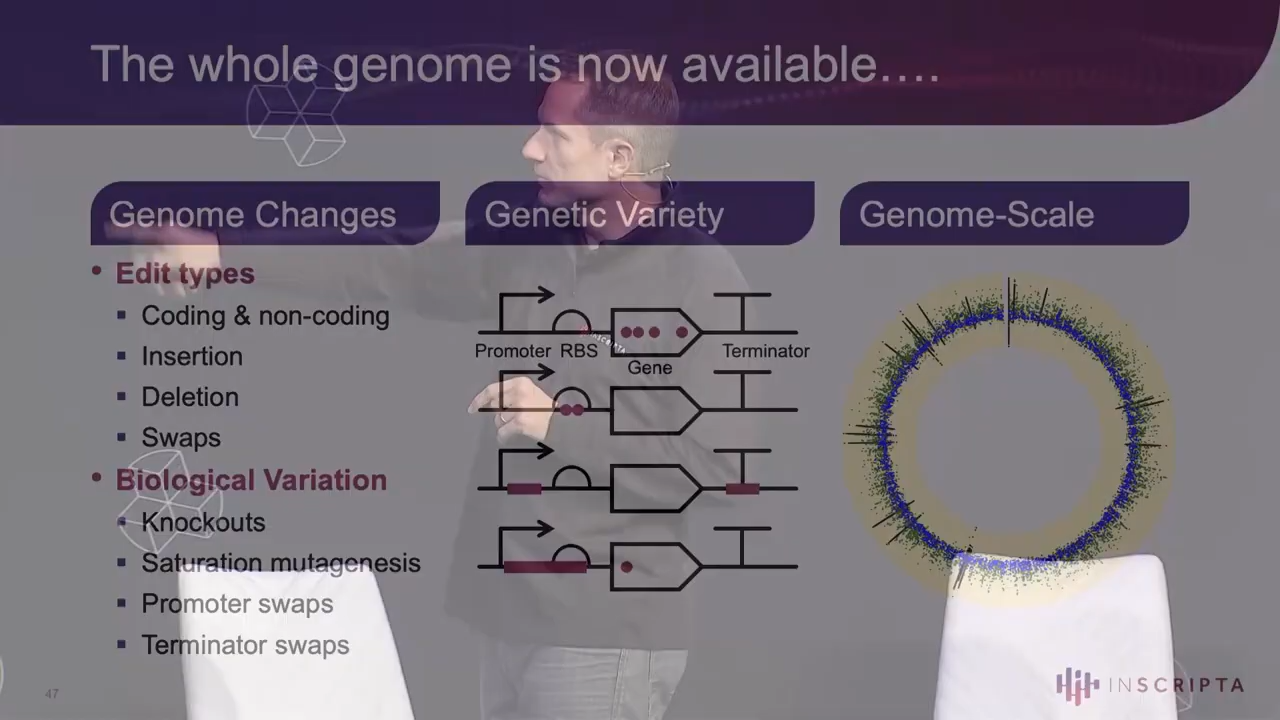 The whole genome is now available….
Genome Changes
• Edit types
▪ Coding & non-coding
▪ Insertion
▪ Deletion
▪ Swaps
• Biological Variation
▪ Knockouts
▪ Saturation mutagenesis
▪ Promoter swaps
▪ Terminator swaps
Genetic Variety
Promoter RBS Terminator
Gene
Genome-Scale
47
INSCRIPTA
INSCRIPTA